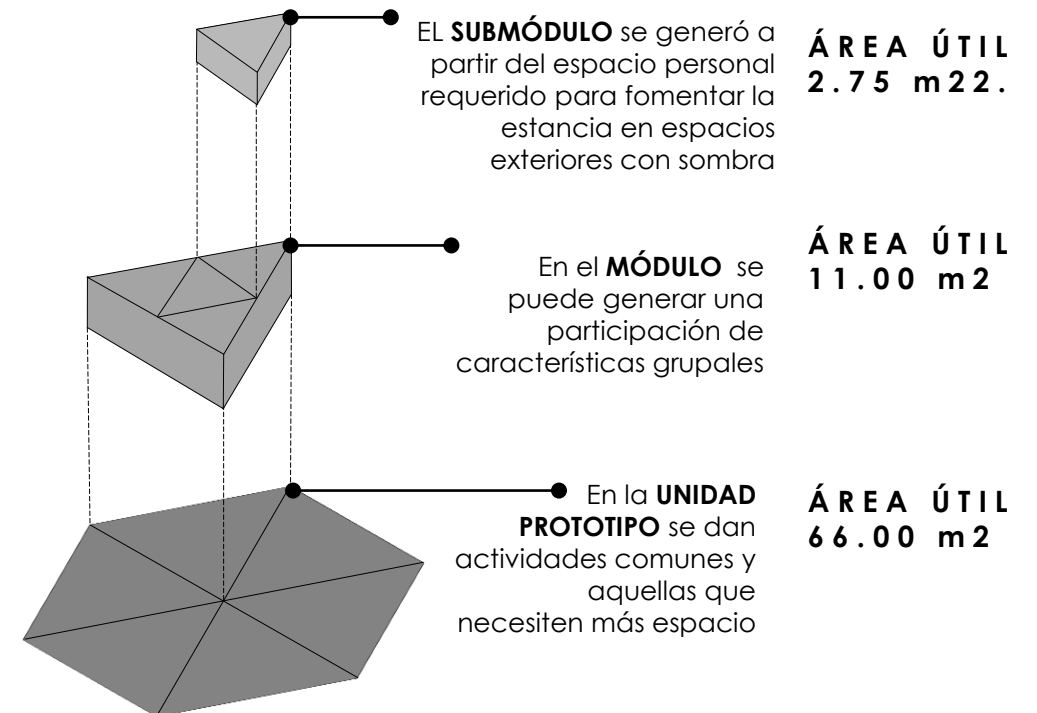 EL SUBMÓDULO se generó a
partir del espacio personal
requerido para fomentar la
estancia en espacios
exteriores con sombra
ÁREA ÚTIL
2.75 m22.
En el MÓDULO se
puede generar una
participación de
características grupales
ÁREA ÚTIL
11.00 m2
En la UNIDAD
PROTOTIPO se dan
actividades comunes y
aquellas que
necesiten más espacio
ÁREA ÚTIL
66.00 m2